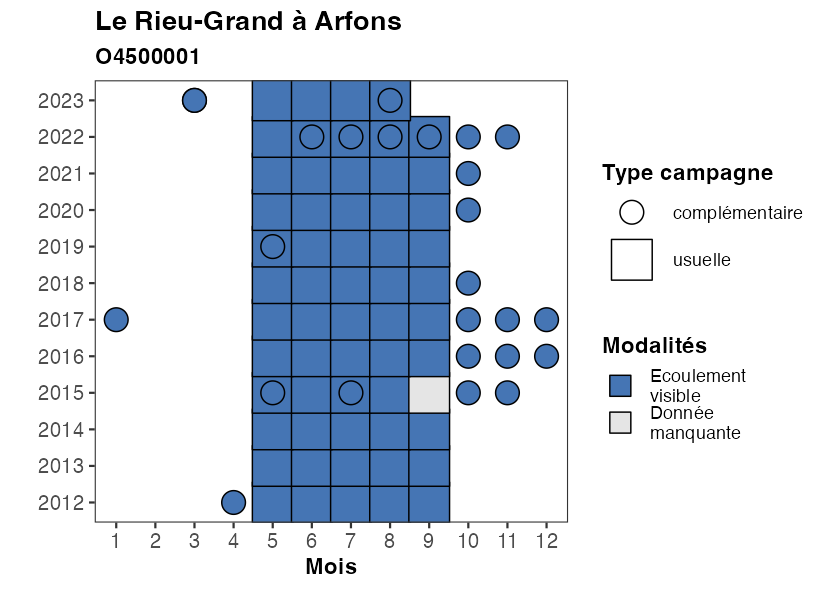 Le Rieu-Grand à Arfons
O4500001
2023
2022
2021
2020
2019
2018
2017
2016
2015
2014
2013
2012
1 2 3 4 5 6 7 8 9 10 11 12
Mois
Type campagne
complémentaire
usuelle
Modalités
Ecoulement
visible
Donnée
manquante